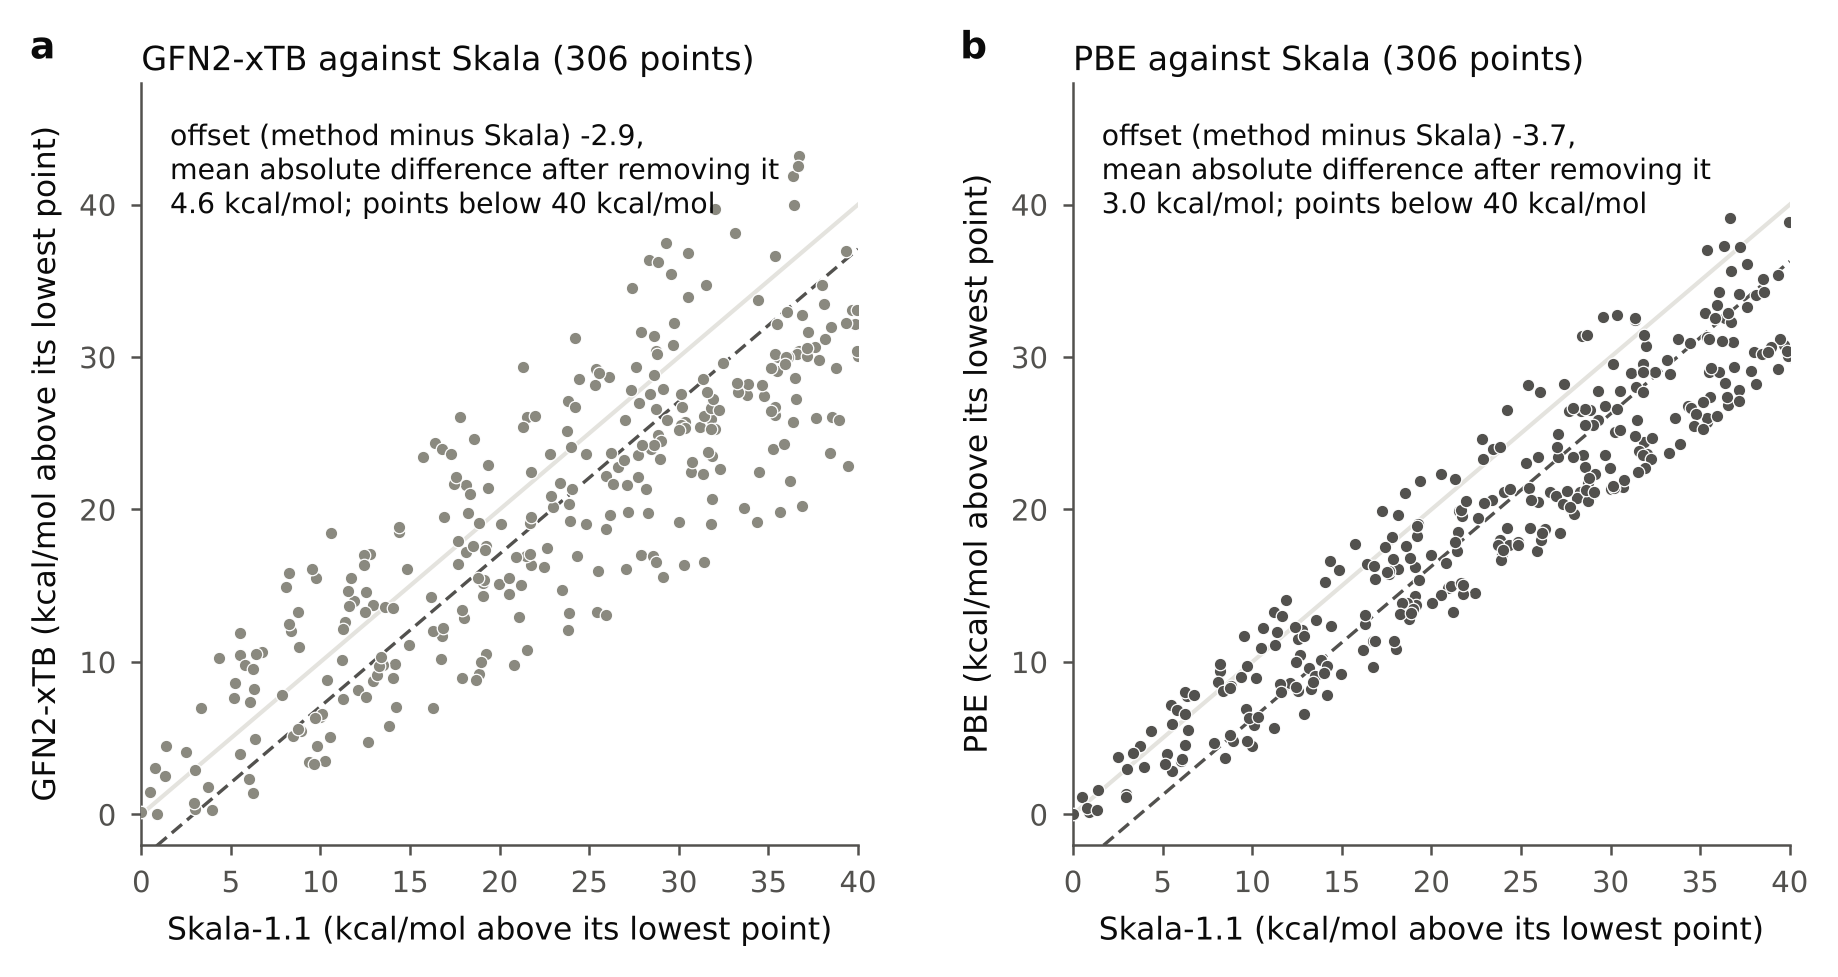 a
GFN2-xTB against Skala (306 points)
offset (method minus Skala) -2.9,
mean absolute difference after removing it
4.6 kcal/mol; points below 40 kcal/mol
GFN2-xTB (kcal/mol above its lowest point)
40
30
20
10
0
0 5 10 15 20 25 30 35 40
Skala-1.1 (kcal/mol above its lowest point)
b
PBE against Skala (306 points)
offset (method minus Skala) -3.7,
mean absolute difference after removing it
3.0 kcal/mol; points below 40 kcal/mol
PBE (kcal/mol above its lowest point)
40
30
20
10
0
0 5 10 15 20 25 30 35 40
Skala-1.1 (kcal/mol above its lowest point)